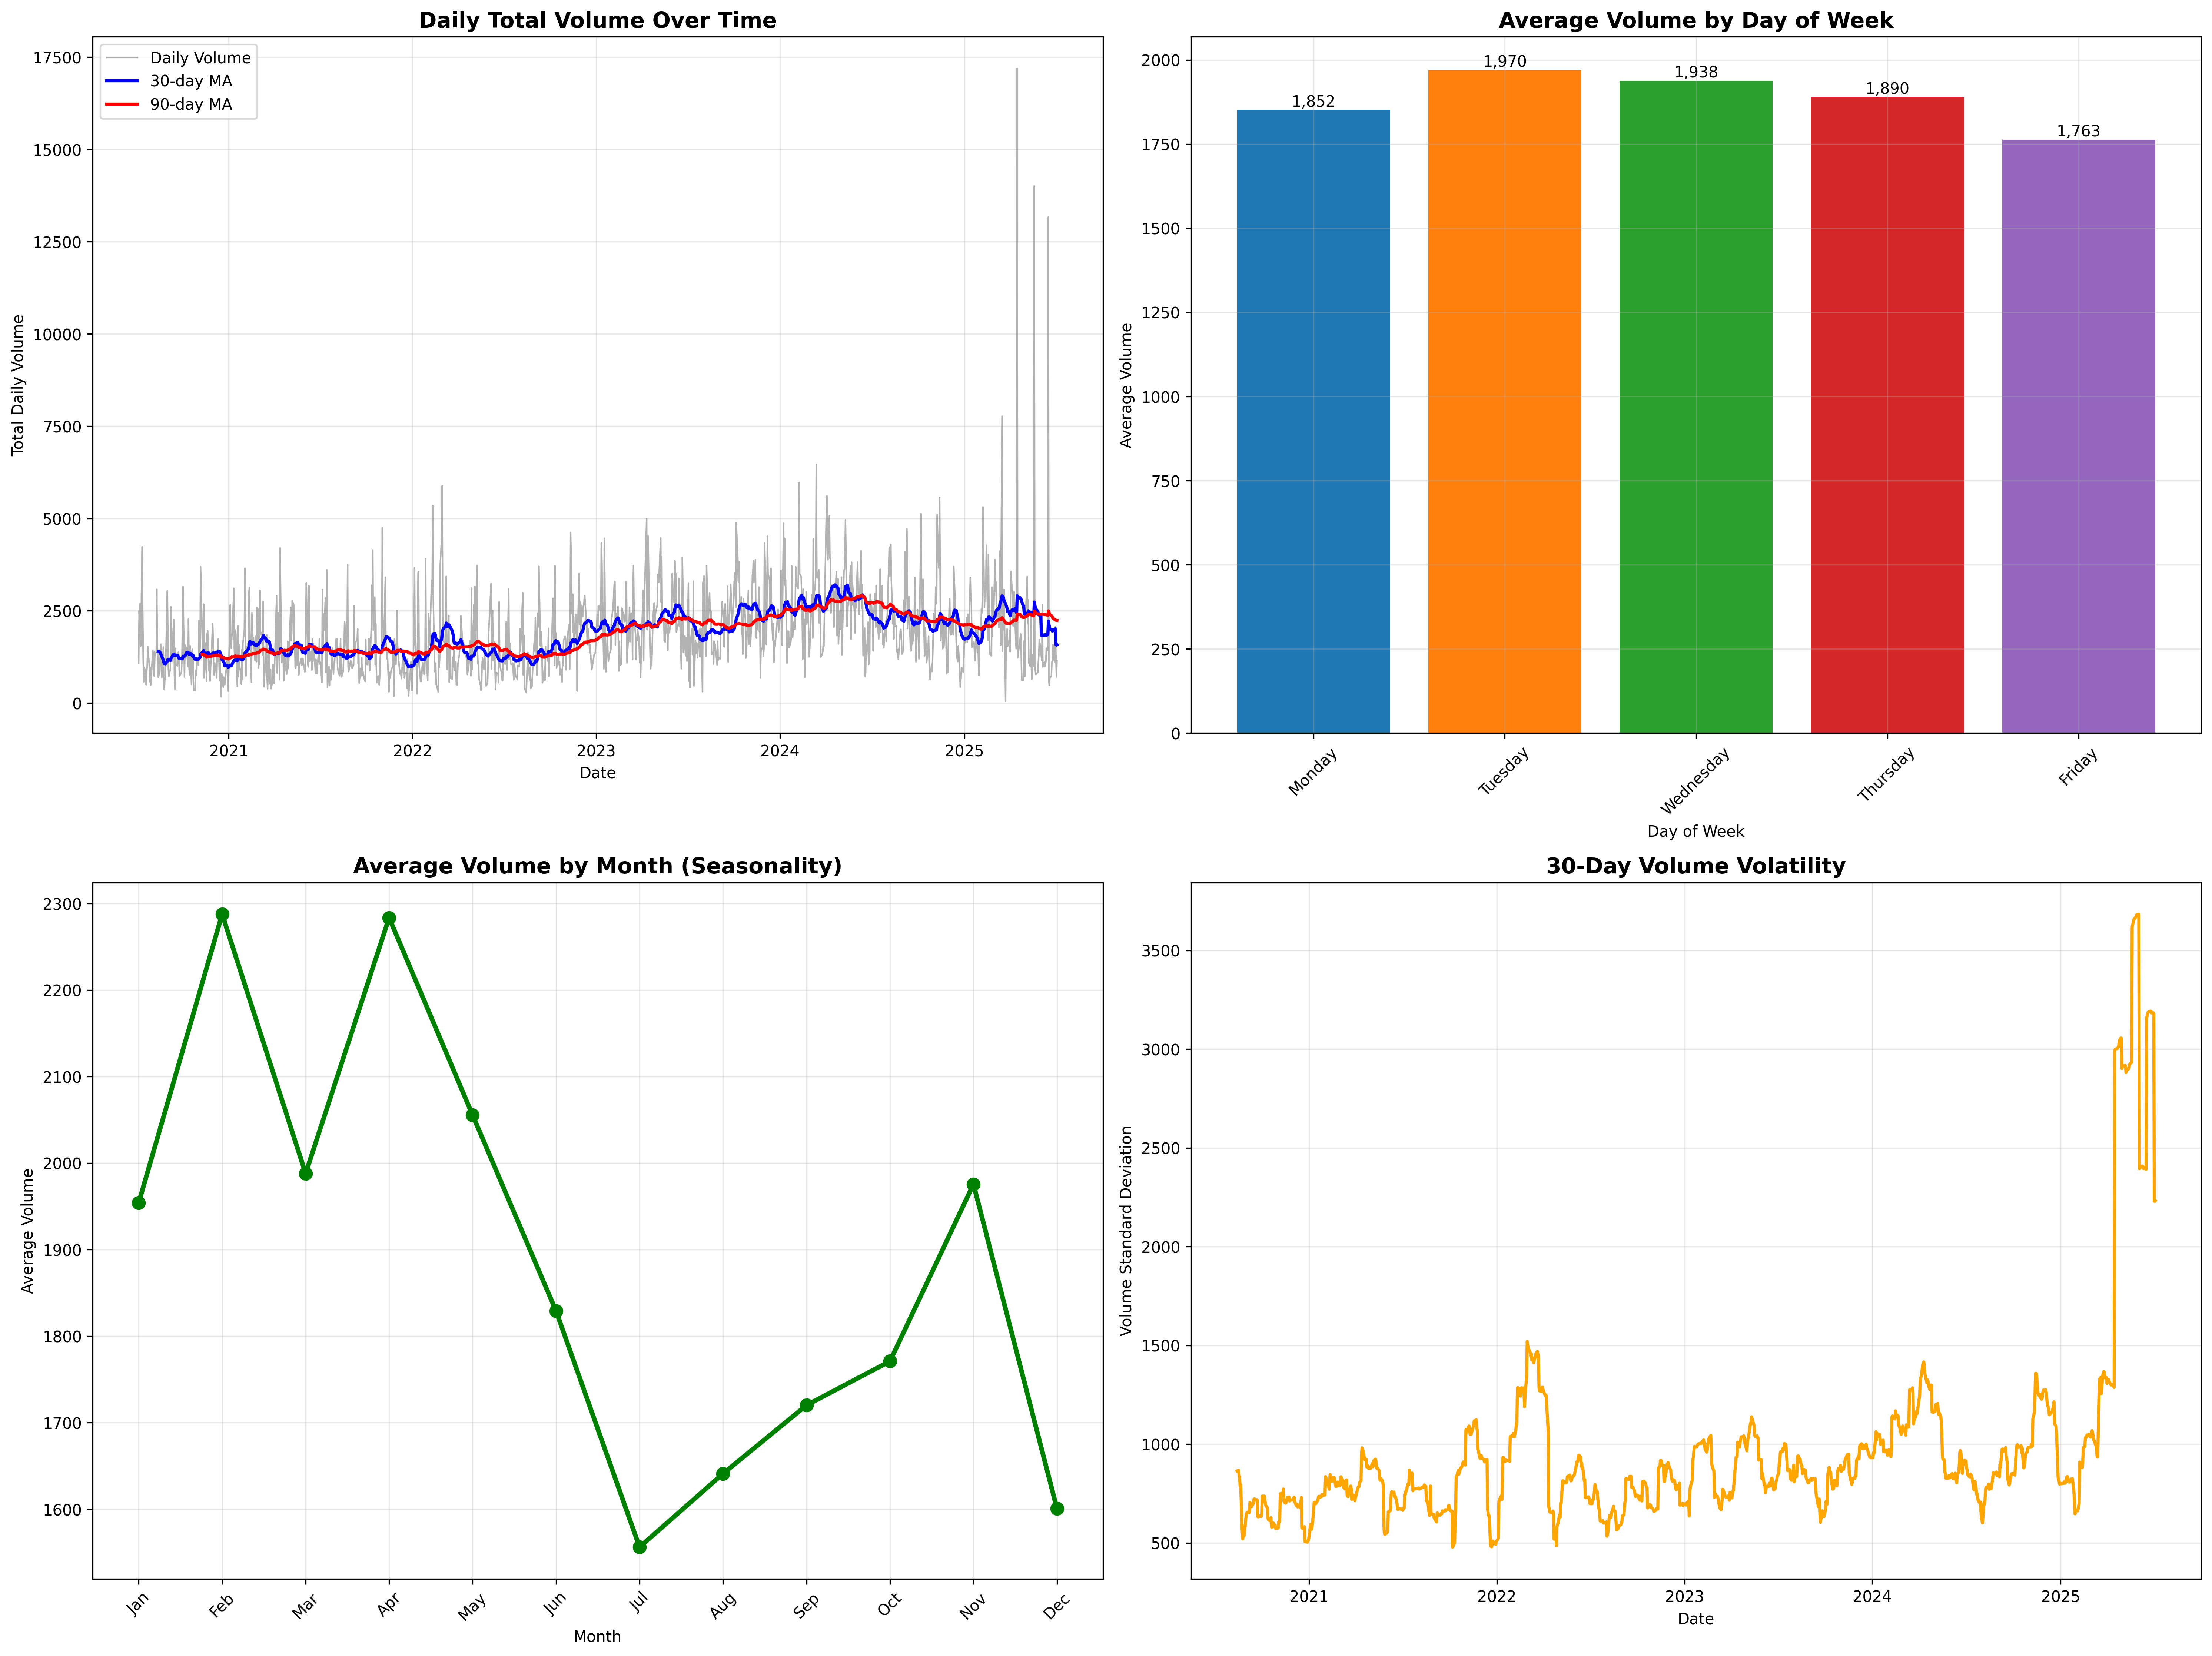 Daily Total Volume Over Time
Daily Volume
30-day MA
90-day MA
17500
15000
12500
10000
7500
5000
2500
0
Total Daily Volume
2021 2022 2023 2024 2025
Date
Average Volume by Day of Week
2000
1750
1500
1250
1000
750
500
250
0
Average Volume
1,852
1,970
1,938
1,890
1,763
Monday Tuesday Wednesday Thursday Friday
Day of Week
Average Volume by Month (Seasonality)
2300
2200
2100
2000
1900
1800
1700
1600
Average Volume
Jan Feb Mar Apr May Jun Jul Aug Sep Oct Nov Dec
Month
30-Day Volume Volatility
3500
3000
2500
2000
1500
1000
500
Volume Standard Deviation
2021 2022 2023 2024 2025
Date